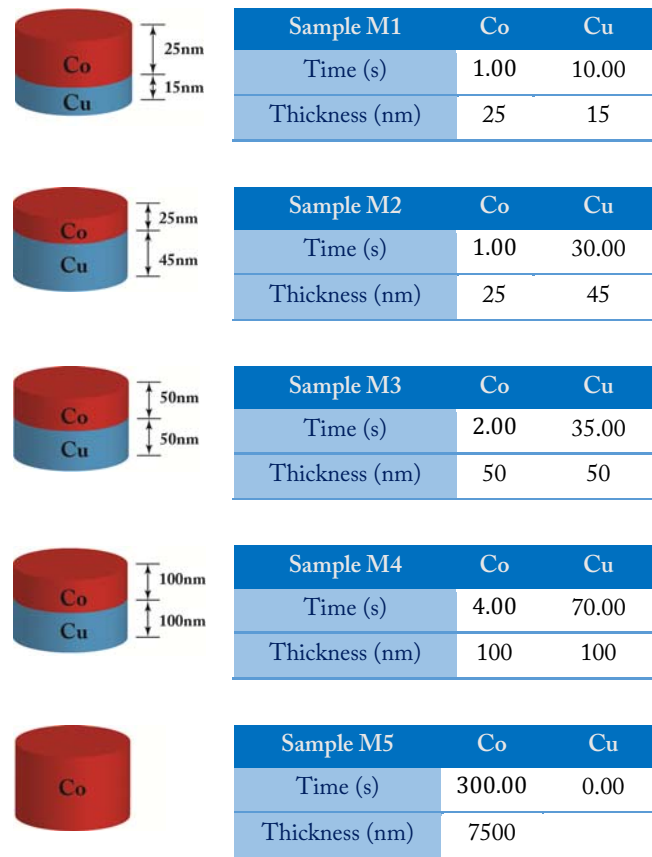 Co
Cu
25nm
15nm
Sample M1 Co Cu
Time (s) 1.00 10.00
Thickness (nm) 25 15
Co
Cu
25nm
45nm
Sample M2 Co Cu
Time (s) 1.00 30.00
Thickness (nm) 25 45
Co
Cu
50nm
50nm
Sample M3 Co Cu
Time (s) 2.00 35.00
Thickness (nm) 50 50
Co
Cu
100nm
100nm
Sample M4 Co Cu
Time (s) 4.00 70.00
Thickness (nm) 100 100
Co
Sample M5 Co Cu
Time (s) 300.00 0.00
Thickness (nm) 7500